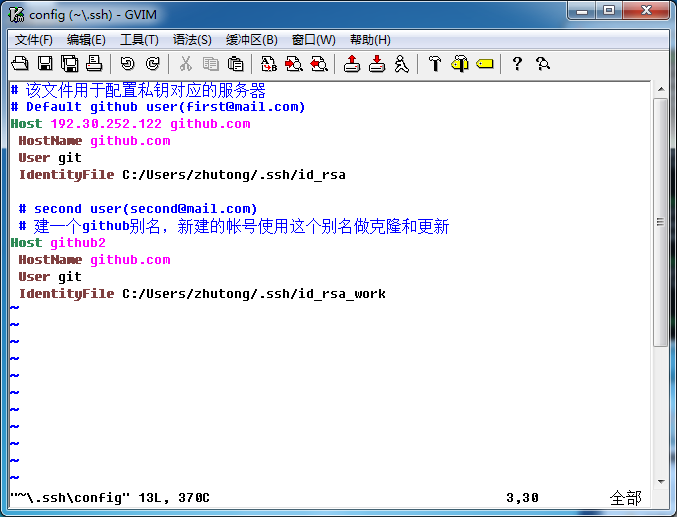 config (~\.ssh) - GVIM
文件(F) 编辑(E) 工具(T) 语法(S) 缓冲区(B) 窗口(W) 帮助(H)
# 该文件用于配置私钥对应的服务器
# Default github user(first@mail.com)
Host 192.30.252.122 github.com
 HostName github.com
 User git
 IdentityFile C:/Users/zhutong/.ssh/id_rsa
 # second user(second@mail.com)
 # 建一个github别名，新建的帐号使用这个别名做克隆和更新
Host github2
 HostName github.com
 User git
 IdentityFile C:/Users/zhutong/.ssh/id_rsa_work
~
~
~
~
~
~
~
~
~
~
~
"~\.ssh\config" 13L, 370C 3,30 全部